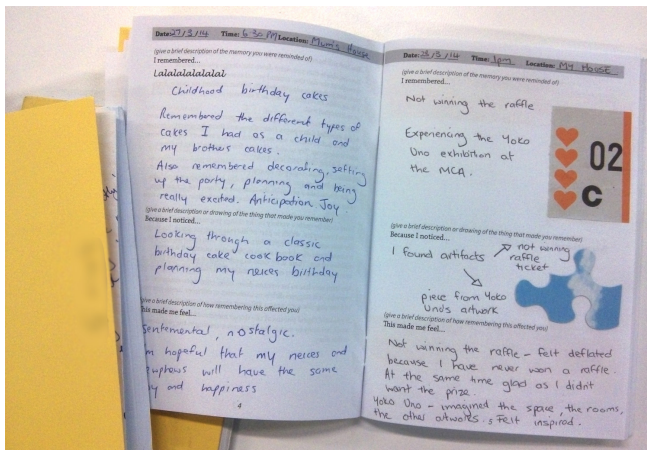 Date: 27/3/14 Time: 6.30PM Location: Mum's House
(give a brief description of the memory you were reminded of)
I remembered...
Lalalalalalalal
Childhood birthday cakes
Remembered the different types of
cakes I had as a child and
my brothers cakes.
Also remembered decorating, setting
up the party, planning and being
really excited. Anticipation Joy
(give a brief description or drawing of the thing that made you remember)
Because I noticed...
Looking through a classic
birthday cake cook book and
planning my neices birthday
(give a brief description of how remembering this affected you)
This made me feel...
sentemental, nostalgic.
hopeful that my neices and
will have the same
and happiness
4
Date: /3/14 Time: 1pm Location: MY House
(give a brief description of the memory you were reminded of)
I remembered...
Not winning the raffle
Experiencing the Yoko
Ono exhibition at
the MCA.
02
C
(give a brief description or drawing of the thing that made you remember)
Because I noticed...
I found artifacts
not winning
raffle
ticket
piece from Yoko
Ono's artwork
(give a brief description of how remembering this affected you)
This made me feel...
Not winning the raffle - felt deflated
because I have never won a raffle.
At the same time glad as I didn't
want the prize.
Yoko Ono - imagined the space, the rooms,
the other artworks, felt inspired.